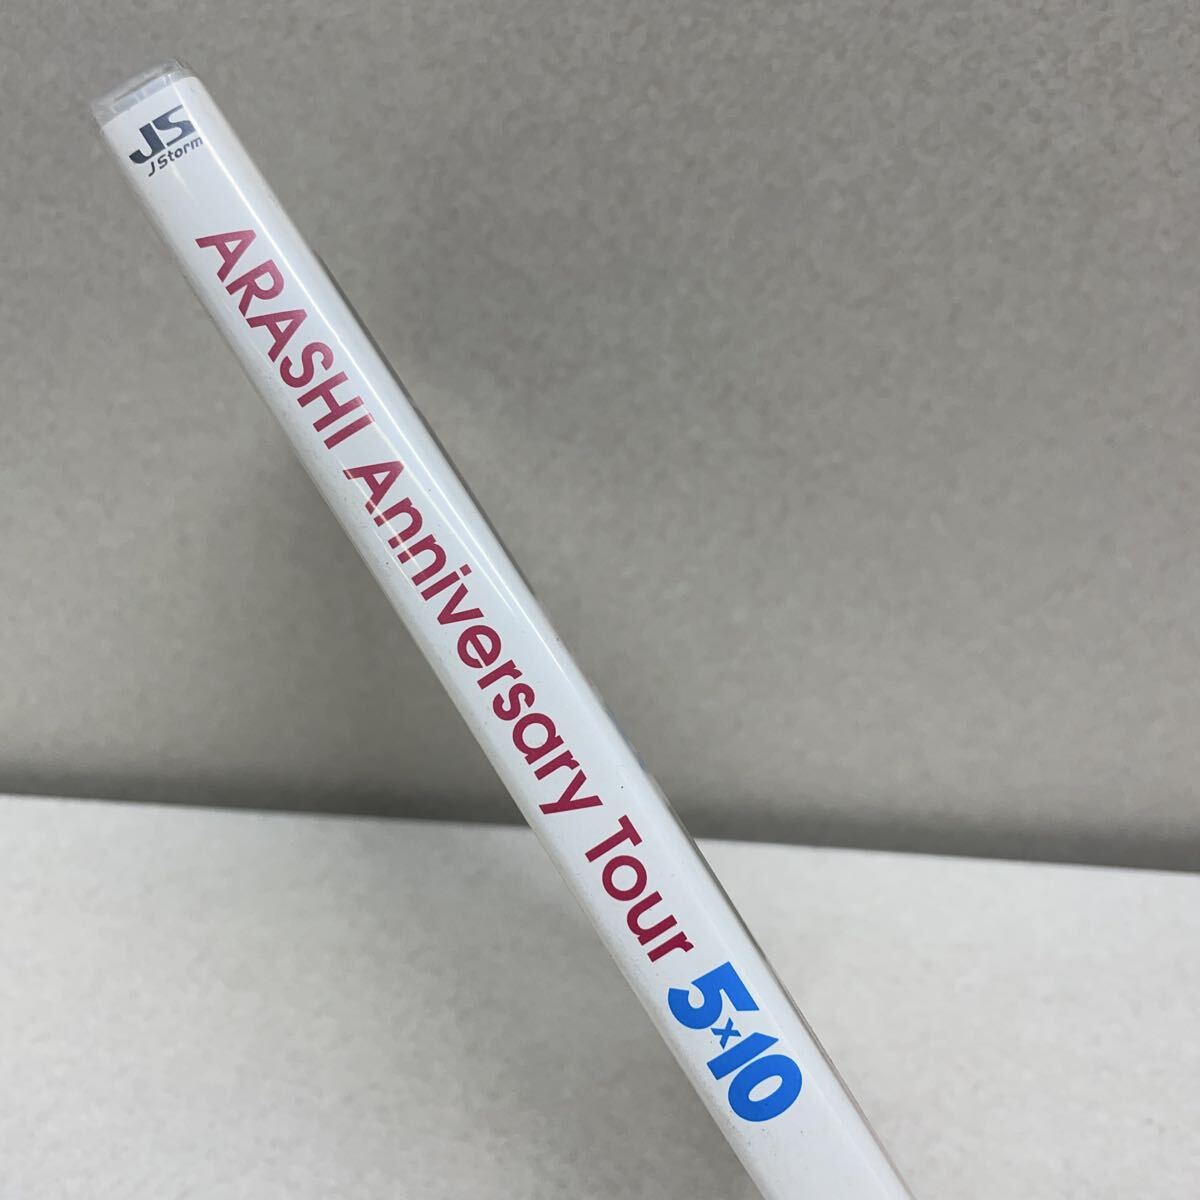 JS
J Storm
ARASHI Anniversary Tour 5×10